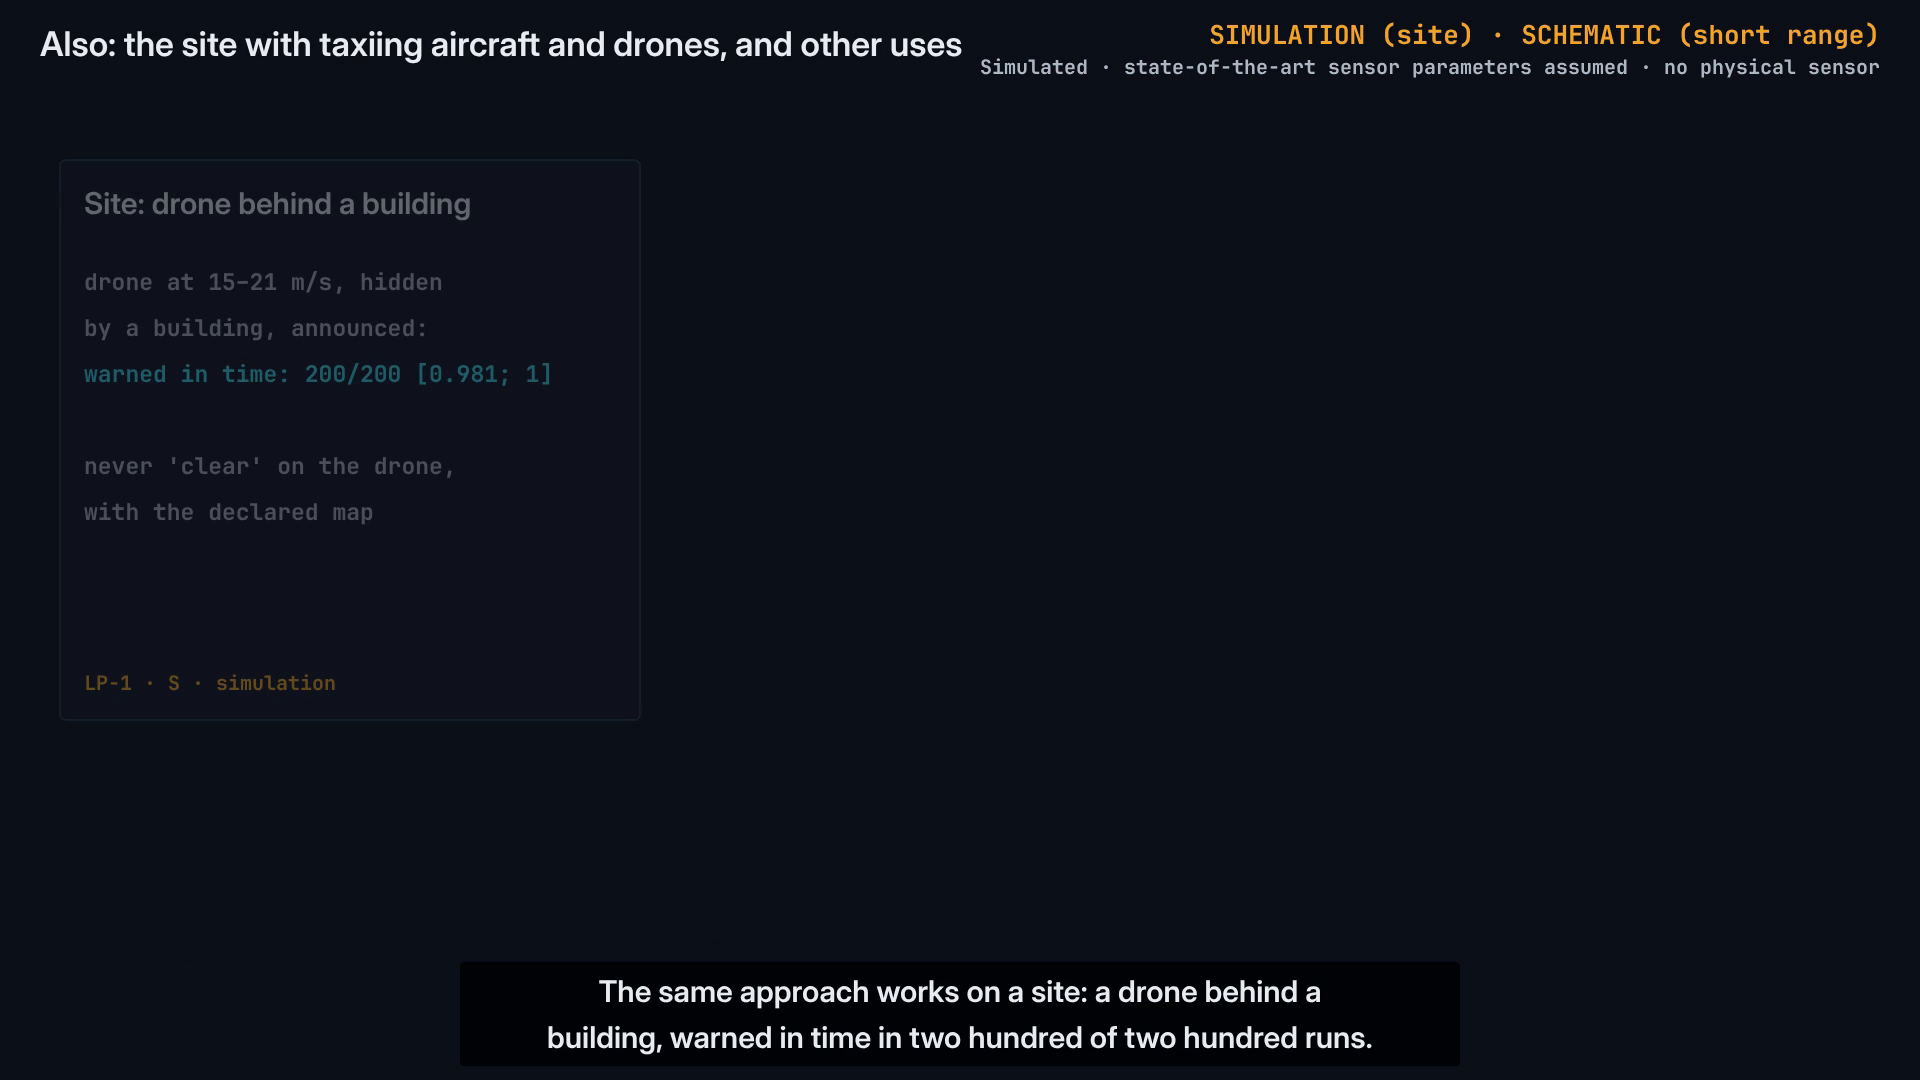 Also: the site with taxiing aircraft and drones, and other uses
SIMULATION (site) · SCHEMATIC (short range)
Simulated · state-of-the-art sensor parameters assumed · no physical sensor
Site: drone behind a building
drone at 15–21 m/s, hidden
by a building, announced:
warned in time: 200/200 [0.981; 1]
never 'clear' on the drone,
with the declared map
LP-1 · S · simulation
The same approach works on a site: a drone behind a
building, warned in time in two hundred of two hundred runs.